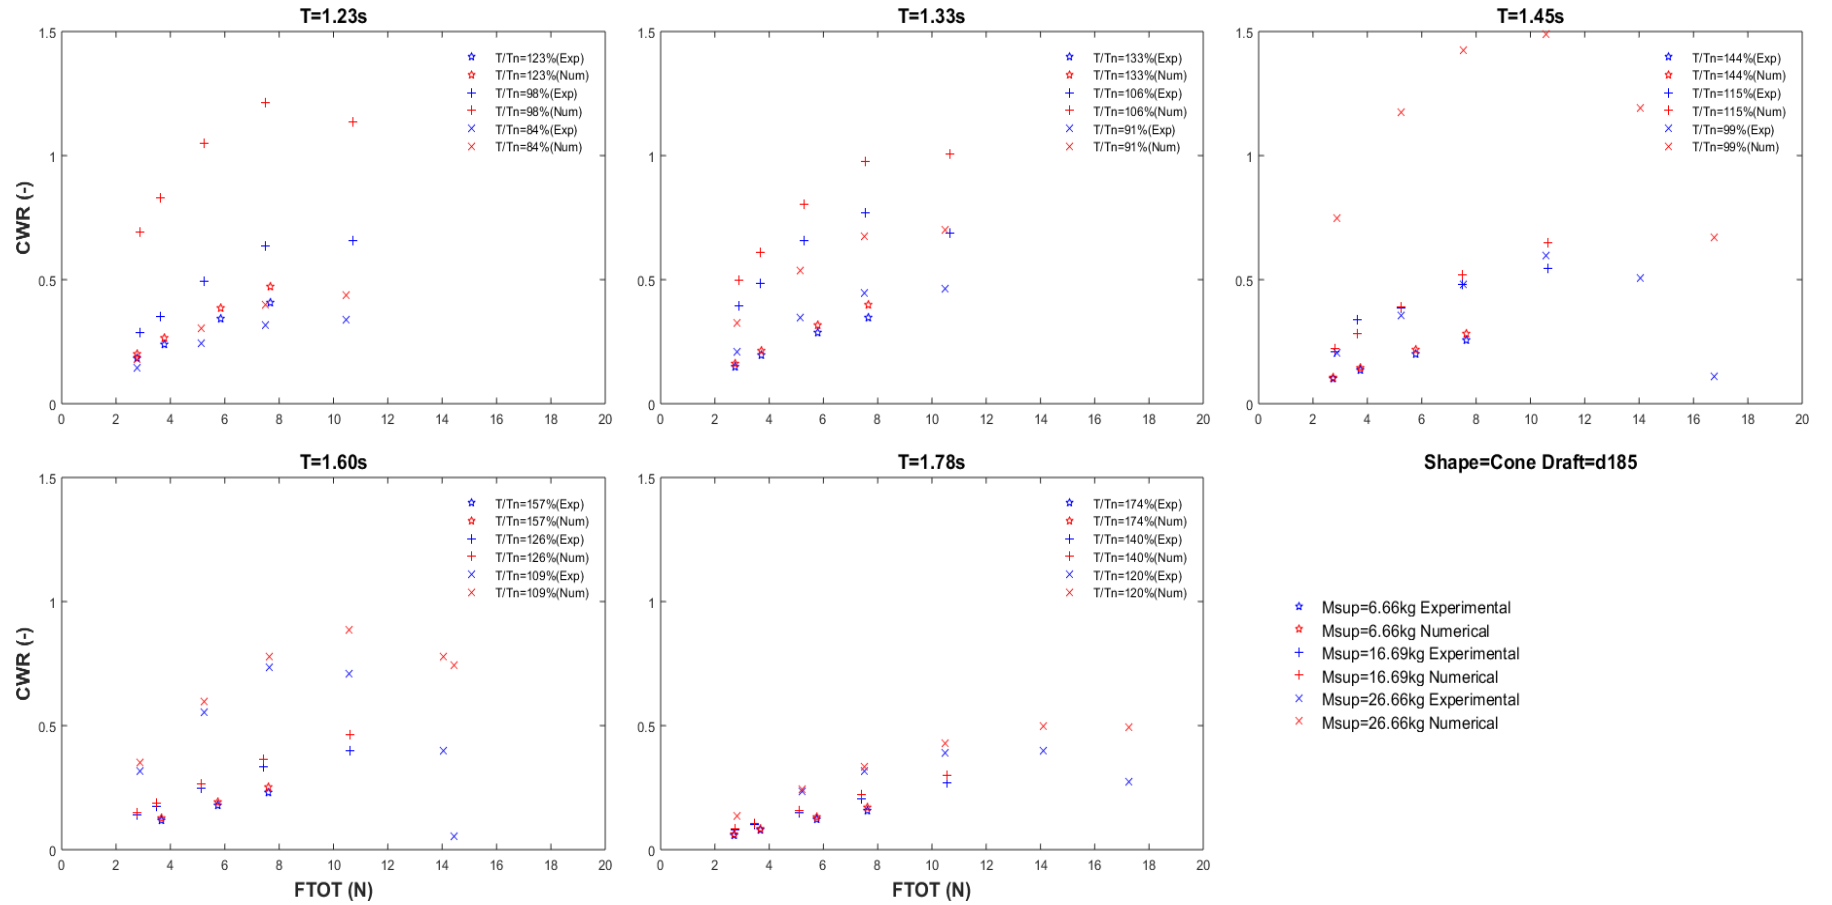 T=1.23s
1.5
1
0.5
0
CWR (-)
0 2 4 6 8 10 12 14 16 18 20
T/Tn=123%(Exp)
T/Tn=123%(Num)
T/Tn=98%(Exp)
T/Tn=98%(Num)
T/Tn=84%(Exp)
T/Tn=84%(Num)
T=1.33s
1.5
1
0.5
0
0 2 4 6 8 10 12 14 16 18 20
T/Tn=133%(Exp)
T/Tn=133%(Num)
T/Tn=106%(Exp)
T/Tn=106%(Num)
T/Tn=91%(Exp)
T/Tn=91%(Num)
T=1.45s
1.5
1
0.5
0
0 2 4 6 8 10 12 14 16 18 20
T/Tn=144%(Exp)
T/Tn=144%(Num)
T/Tn=115%(Exp)
T/Tn=115%(Num)
T/Tn=99%(Exp)
T/Tn=99%(Num)
T=1.60s
1.5
1
0.5
0
CWR (-)
0 2 4 6 8 10 12 14 16 18 20
FTOT (N)
T/Tn=157%(Exp)
T/Tn=157%(Num)
T/Tn=126%(Exp)
T/Tn=126%(Num)
T/Tn=109%(Exp)
T/Tn=109%(Num)
T=1.78s
1.5
1
0.5
0
0 2 4 6 8 10 12 14 16 18 20
FTOT (N)
T/Tn=174%(Exp)
T/Tn=174%(Num)
T/Tn=140%(Exp)
T/Tn=140%(Num)
T/Tn=120%(Exp)
T/Tn=120%(Num)
Shape=Cone Draft=d185
Msup=6.66kg Experimental
Msup=6.66kg Numerical
Msup=16.69kg Experimental
Msup=16.69kg Numerical
Msup=26.66kg Experimental
Msup=26.66kg Numerical